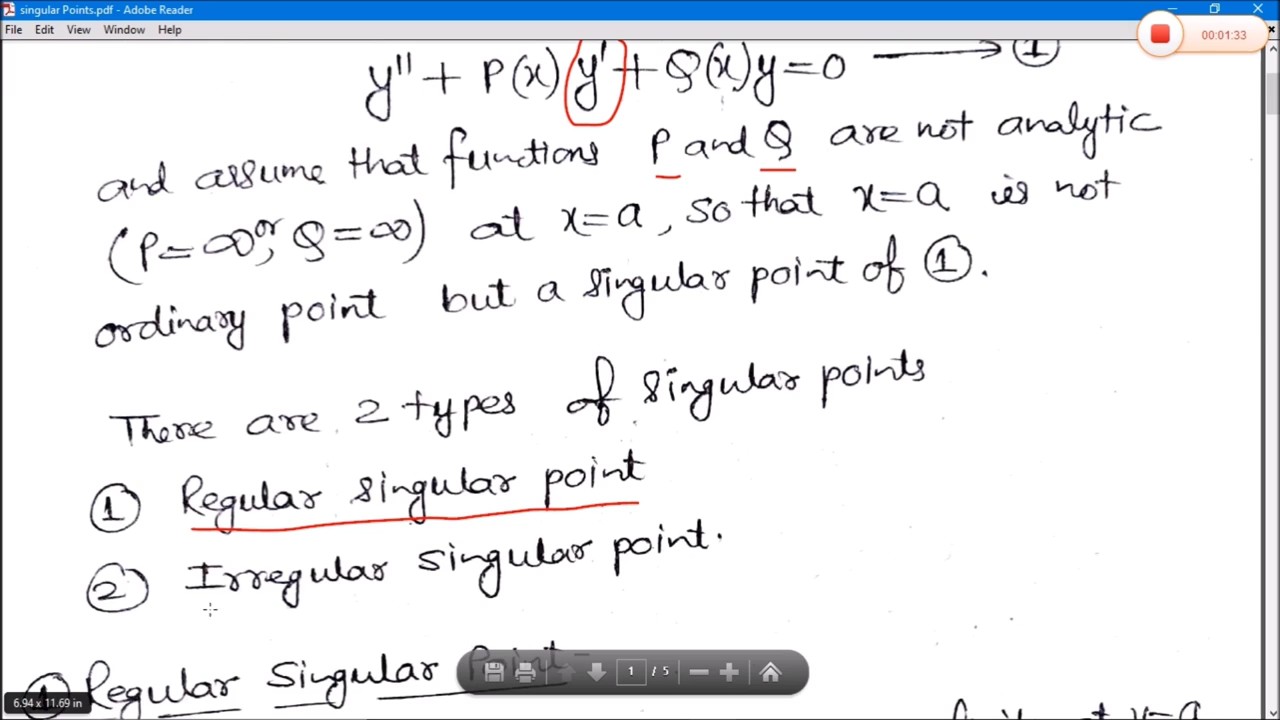 singular Points.pdf - Adobe Reader
File Edit View Window Help
00:01:33
y'' + P(x) y' + Q(x) y = 0 ⟶ ①
and assume that functions P and Q are not analytic
(P=∞ or, Q=∞) at x=a, so that x=a is not
ordinary point but a singular point of ①.
There are 2 types of singular points
① Regular singular point
② Irregular singular point.
① Regular Singular Point-
1 / 5
6.94 x 11.69 in
at x=a